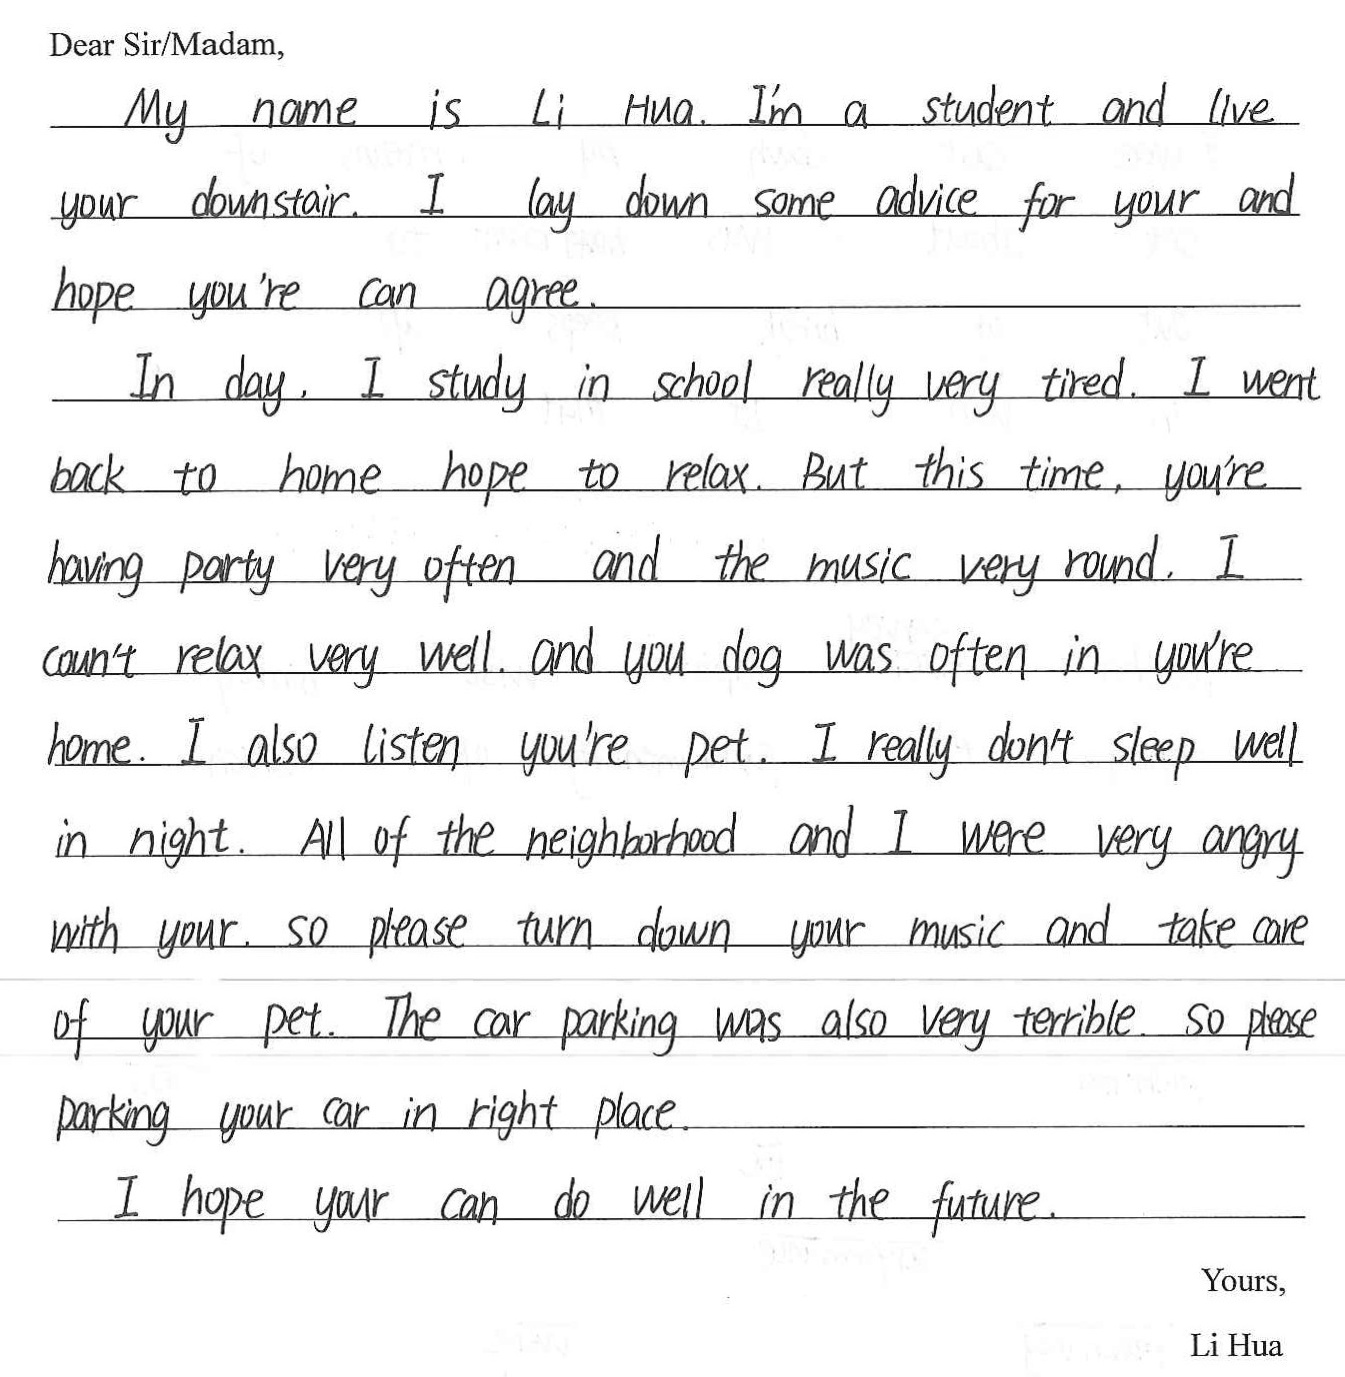 Dear Sir/Madam,
My name is Li Hua. I'm a student and live
your downstair. I lay down some advice for your and
hope you're can agree.
In day, I study in school really very tired. I went
back to home hope to relax. But this time, you're
having party very often and the music very round. I
coun't relax very well. and you dog was often in you're
home. I also listen you're pet. I really don't sleep well
in night. All of the neighborhood and I were very angry
with your. so please turn down your music and take care
of your pet. The car parking was also very terrible. so please
parking your car in right place.
I hope your can do well in the future.
Yours,
Li Hua